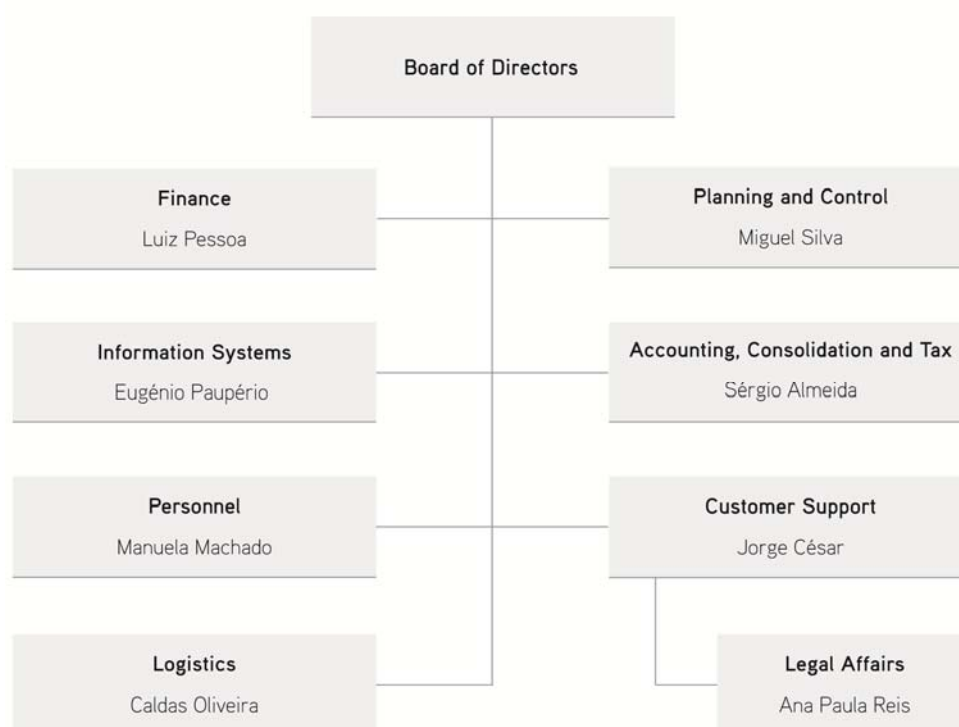 Board of Directors
Finance
Luiz Pessoa
Planning and Control
Miguel Silva
Information Systems
Eugénio Paupério
Accounting, Consolidation and Tax
Sérgio Almeida
Personnel
Manuela Machado
Customer Support
Jorge César
Logistics
Caldas Oliveira
Legal Affairs
Ana Paula Reis